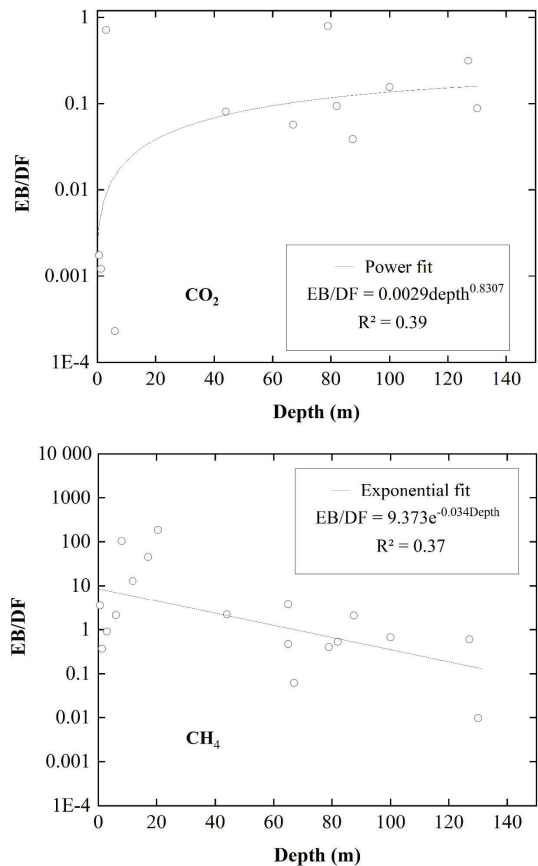 1
0.1
0.01
0.001
1E-4
EB/DF
Power fit
EB/DF = 0.0029depth^0.8307
R² = 0.39
CO₂
0 20 40 60 80 100 120 140
Depth (m)
10 000
1000
100
10
1
0.1
0.01
0.001
1E-4
EB/DF
Exponential fit
EB/DF = 9.373e^-0.034Depth
R² = 0.37
CH₄
0 20 40 60 80 100 120 140
Depth (m)